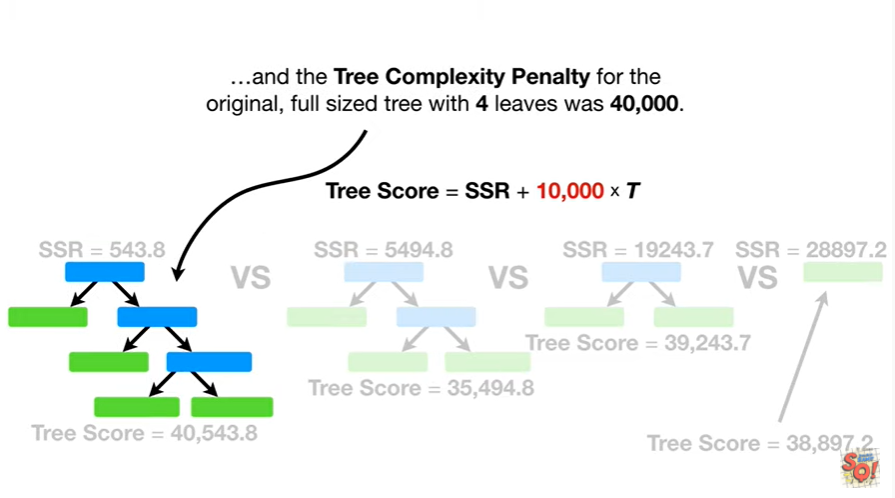 …and the Tree Complexity Penalty for the
original, full sized tree with 4 leaves was 40,000.
Tree Score = SSR + 10,000 x T
SSR = 543.8
SSR = 5494.8
SSR = 19243.7
SSR = 28897.2
VS
VS
VS
Tree Score = 39,243.7
Tree Score = 35,494.8
Tree Score = 40,543.8
Tree Score = 38,897.2
SQ!